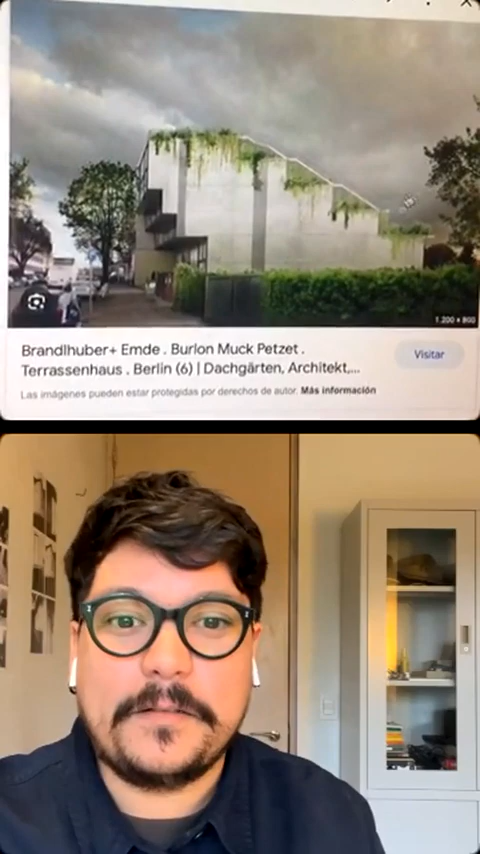 1.200 × 800
Brandlhuber+ Emde . Burlon Muck Petzet .
Terrassenhaus . Berlin (6) | Dachgärten, Architekt,...
Visitar
Las imágenes pueden estar protegidas por derechos de autor. Más información